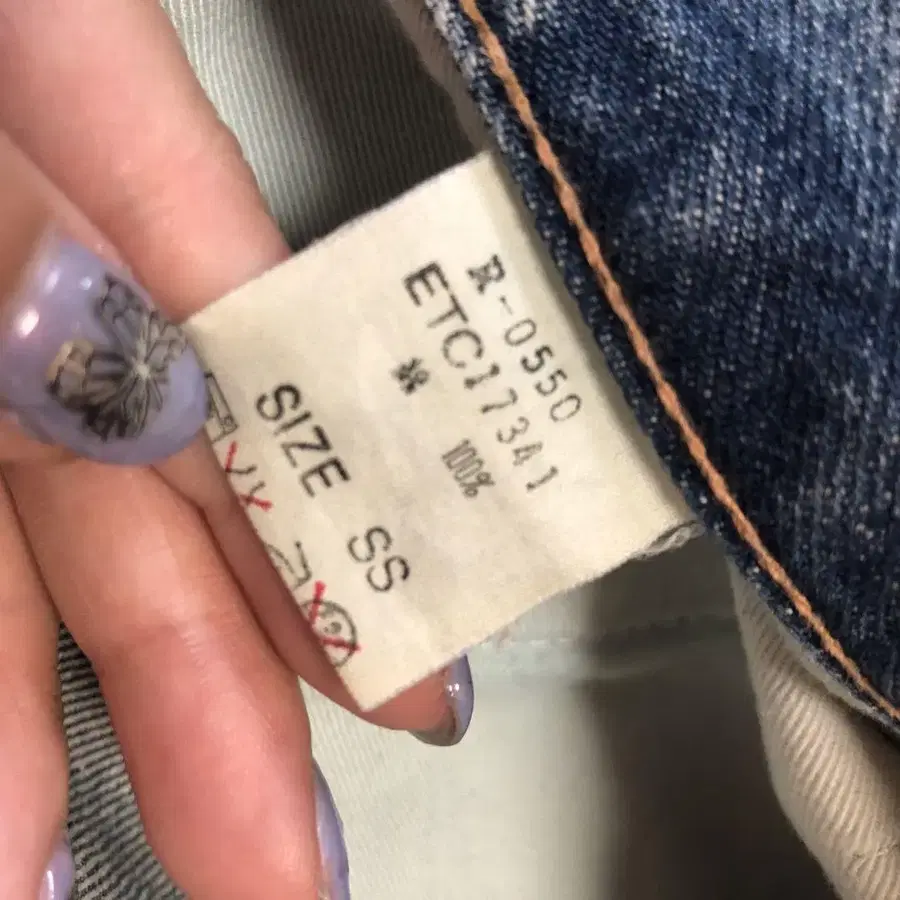 R-0550
ETC17341
綿 100%
SIZE SS